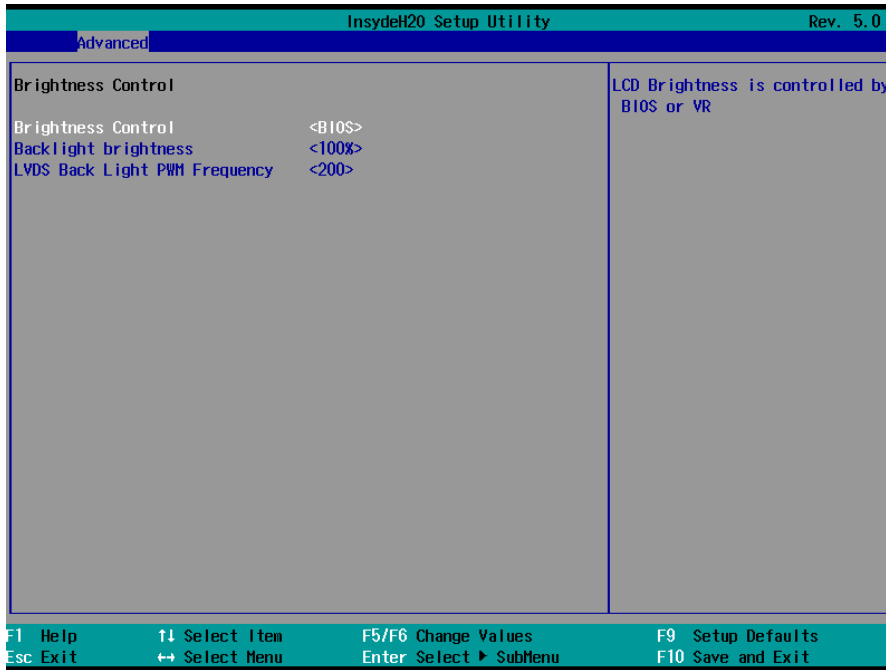 InsydeH20 Setup Utility Rev. 5.0
Advanced
Brightness Control
LCD Brightness is controlled by
BIOS or VR
Brightness Control <BIOS>
Backlight brightness <100%>
LVDS Back Light PWM Frequency <200>
F1 Help ↑↓ Select Item F5/F6 Change Values F9 Setup Defaults
Esc Exit ↔ Select Menu Enter Select ▶ SubMenu F10 Save and Exit